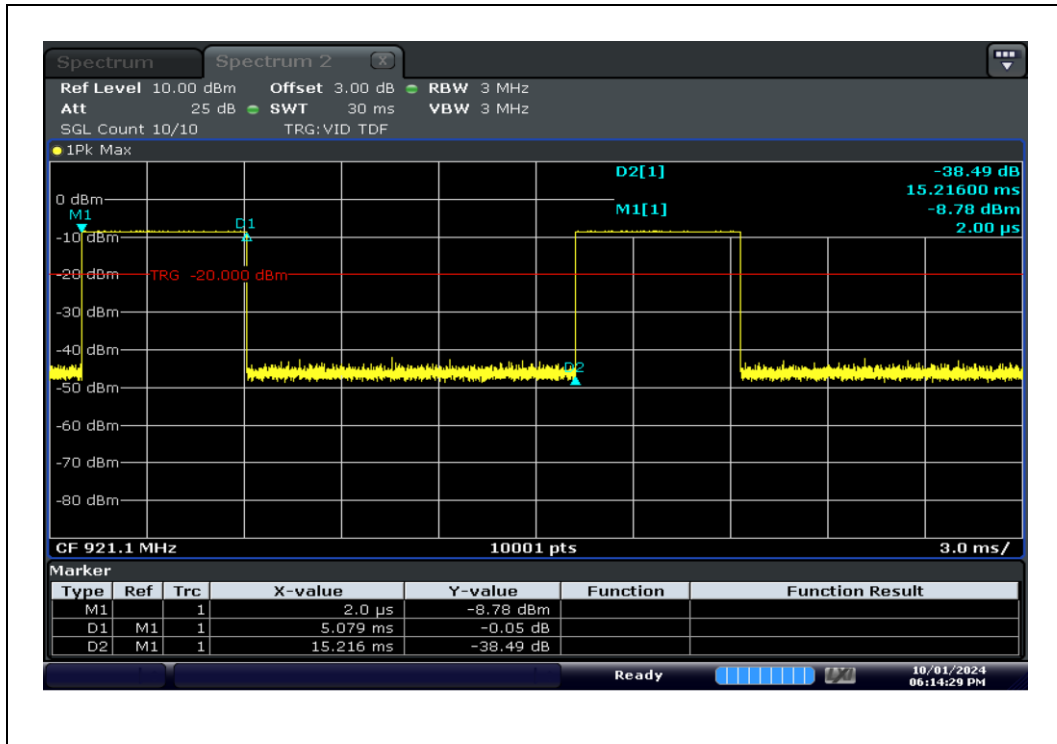 Spectrum Spectrum 2 X
Ref Level 10.00 dBm Offset 3.00 dB RBW 3 MHz
Att 25 dB SWT 30 ms VBW 3 MHz
SGL Count 10/10 TRG:VID TDF
1Pk Max
D2[1] -38.49 dB
15.21600 ms
0 dBm
M1[1] -8.78 dBm
2.00 µs
M1
D1
-10 dBm
-20 dBm TRG -20.000 dBm
-30 dBm
-40 dBm
D2
-50 dBm
-60 dBm
-70 dBm
-80 dBm
CF 921.1 MHz 10001 pts 3.0 ms/
Marker
Type Ref Trc X-value Y-value Function Function Result
M1 1 2.0 µs -8.78 dBm
D1 M1 1 5.079 ms -0.05 dB
D2 M1 1 15.216 ms -38.49 dB
Ready LXI 10/01/2024
06:14:29 PM